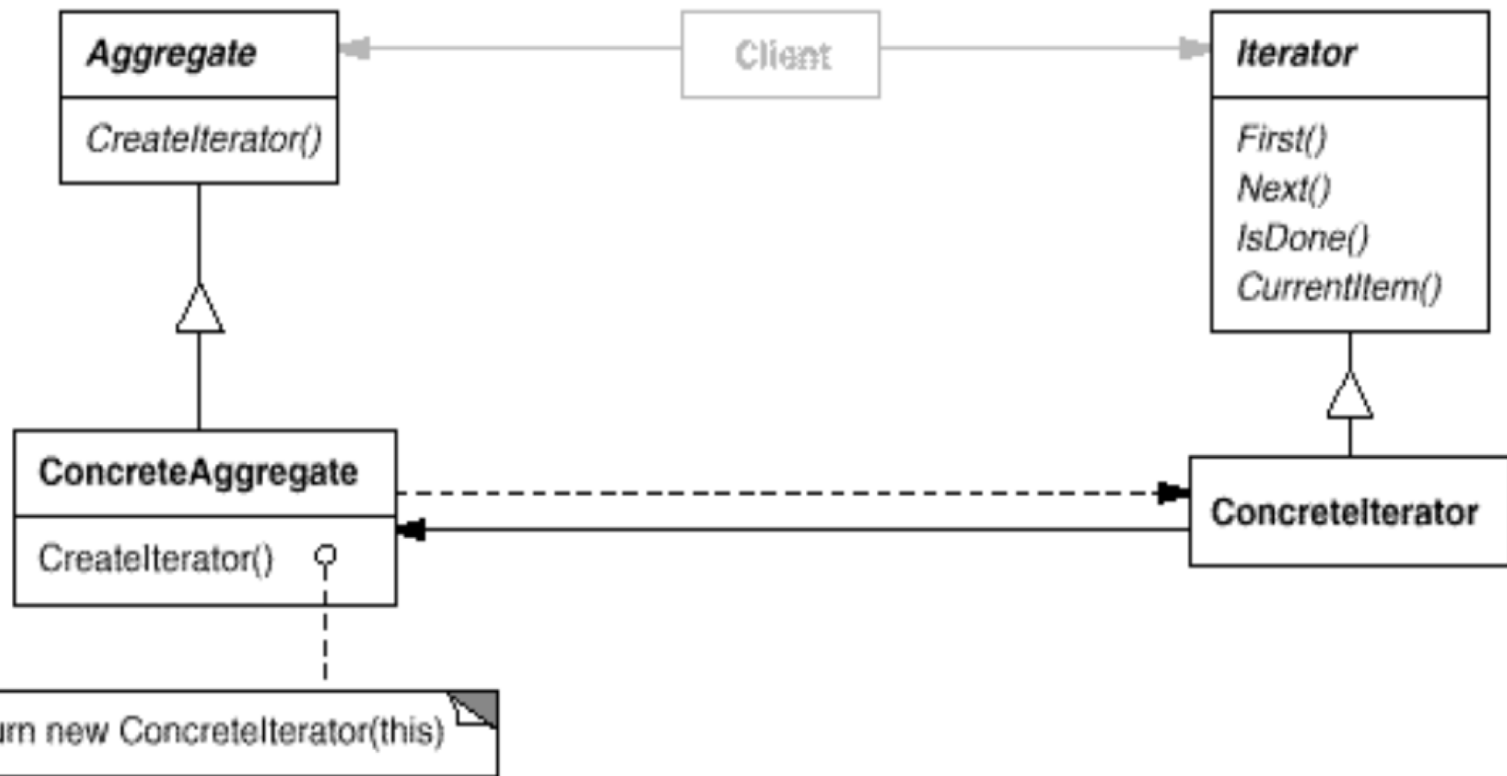 Aggregate
CreateIterator()
Client
Iterator
First()
Next()
IsDone()
CurrentItem()
ConcreteAggregate
CreateIterator()
ConcreteIterator
urn new ConcreteIterator(this)